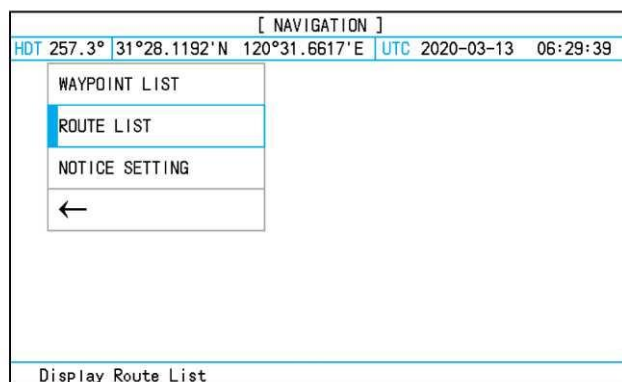 [ NAVIGATION ]
HDT 257.3° 31°28.1192'N 120°31.6617'E UTC 2020-03-13 06:29:39
WAYPOINT LIST
ROUTE LIST
NOTICE SETTING
←
Display Route List